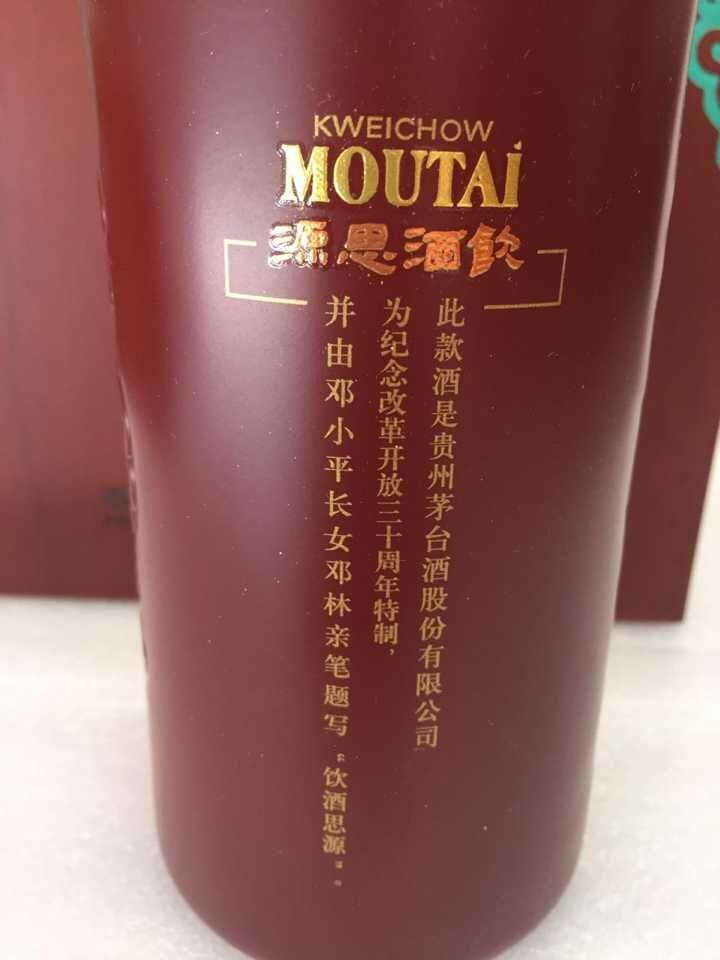 KWEICHOW
MOUTAI
飲酒思源
此款酒是贵州茅台酒股份有限公司
为纪念改革开放三十周年特制，
并由邓小平长女邓林亲笔题写“饮酒思源”。